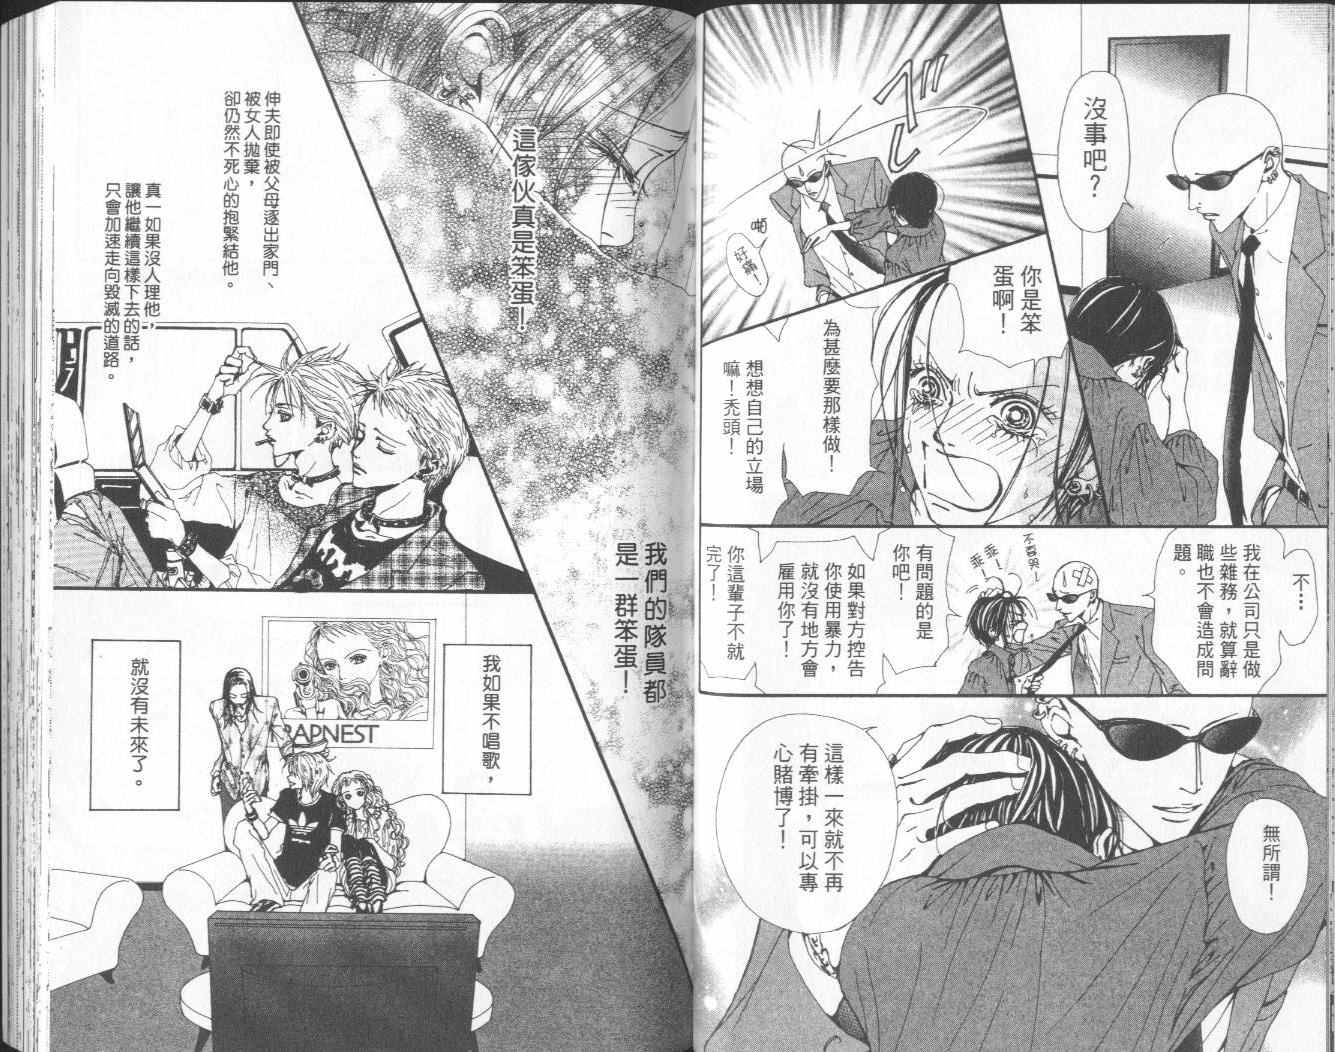 沒事吧？
バシ
啪
好痛！
你是笨
蛋啊！
為甚麼要那樣做！
想想自己的立場
嘛！禿頭！
不…
我在公司只是做
些雜務，就算辭
職也不會造成問
題。
不要哭！
乖！
乖！
有問題的是
你吧！
如果對方控告
你使用暴力，
就沒有地方會
雇用你了！
你這輩子不就
完了！
無所謂！
這樣一來就不再
有牽掛，可以專
心賭博了！
這傢伙真是笨蛋！
我們的隊員都
是一群笨蛋！
伸夫即使被父母逐出家門、
被女人拋棄，
卻仍然不死心的抱緊結他。
真一如果沒人理他，
讓他繼續這樣下去的話，
只會加速走向毀滅的道路。
我如果不唱歌，
RAPNEST
就沒有未來了。